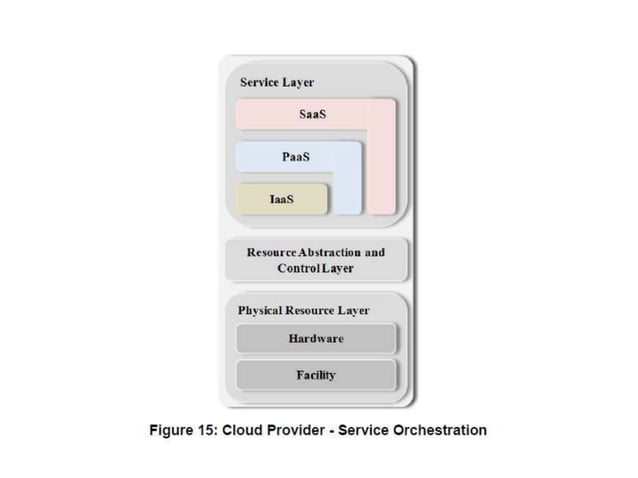 Service Layer
SaaS
PaaS
IaaS
Resource Abstraction and
Control Layer
Physical Resource Layer
Hardware
Facility
Figure 15: Cloud Provider - Service Orchestration